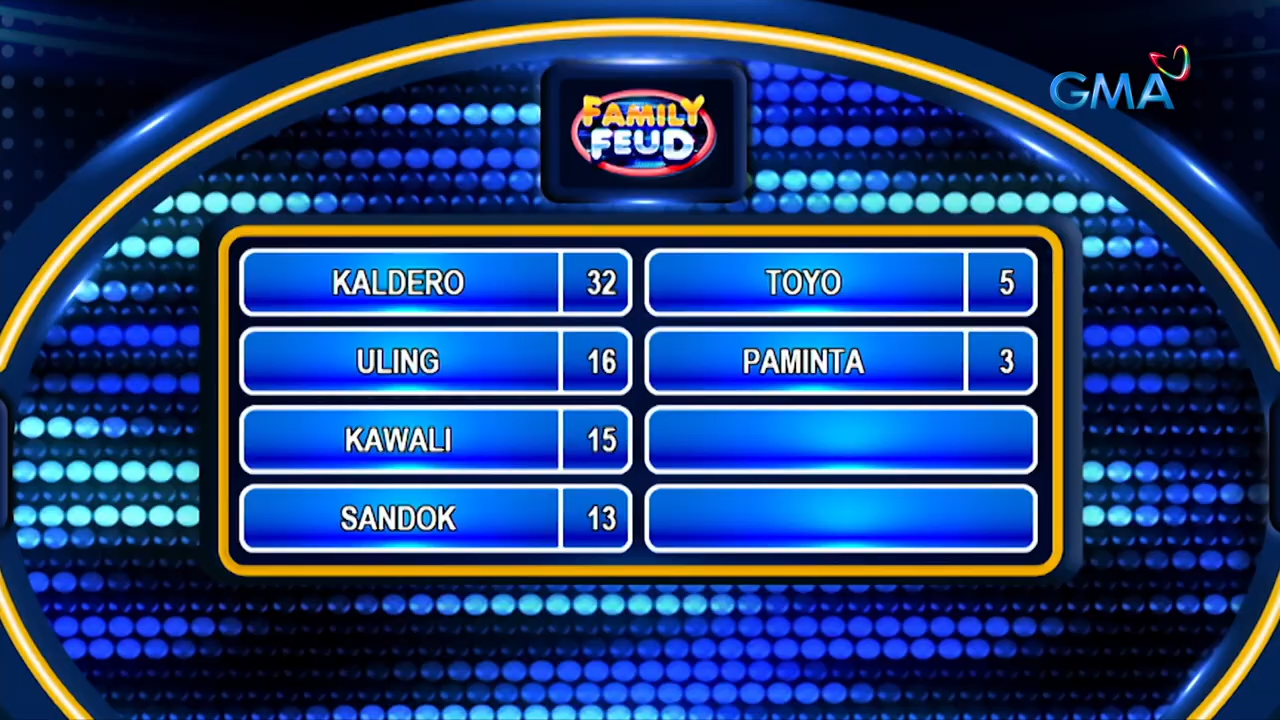 GMA
FAMILY
FEUD
KALDERO 32
TOYO 5
ULING 16
PAMINTA 3
KAWALI 15
SANDOK 13